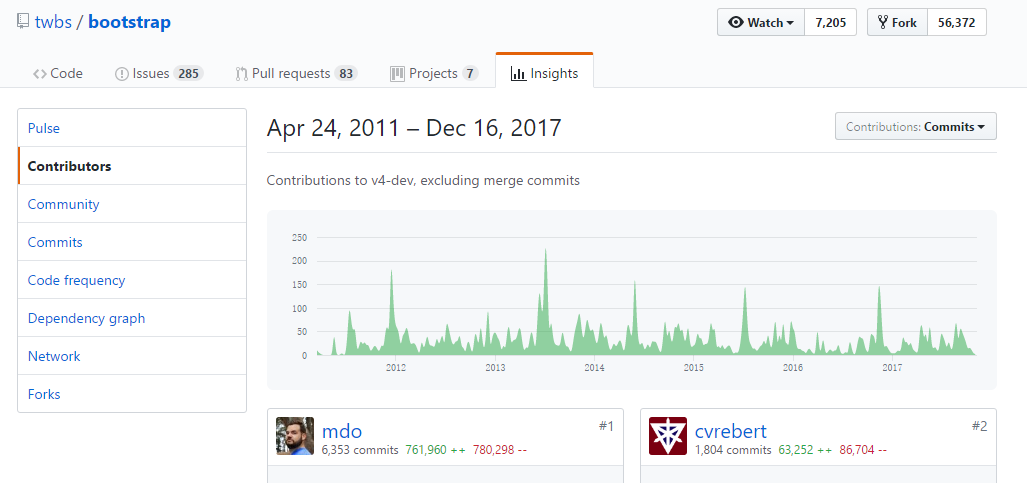 twbs / bootstrap
Watch 7,205 Fork 56,372
Code Issues 285 Pull requests 83 Projects 7 Insights
Pulse
Contributors
Community
Commits
Code frequency
Dependency graph
Network
Forks
Apr 24, 2011 – Dec 16, 2017
Contributions: Commits
Contributions to v4-dev, excluding merge commits
250
200
150
100
50
0
2012 2013 2014 2015 2016 2017
mdo #1
6,353 commits 761,960 ++ 780,298 --
cvrebert #2
1,804 commits 63,252 ++ 86,704 --